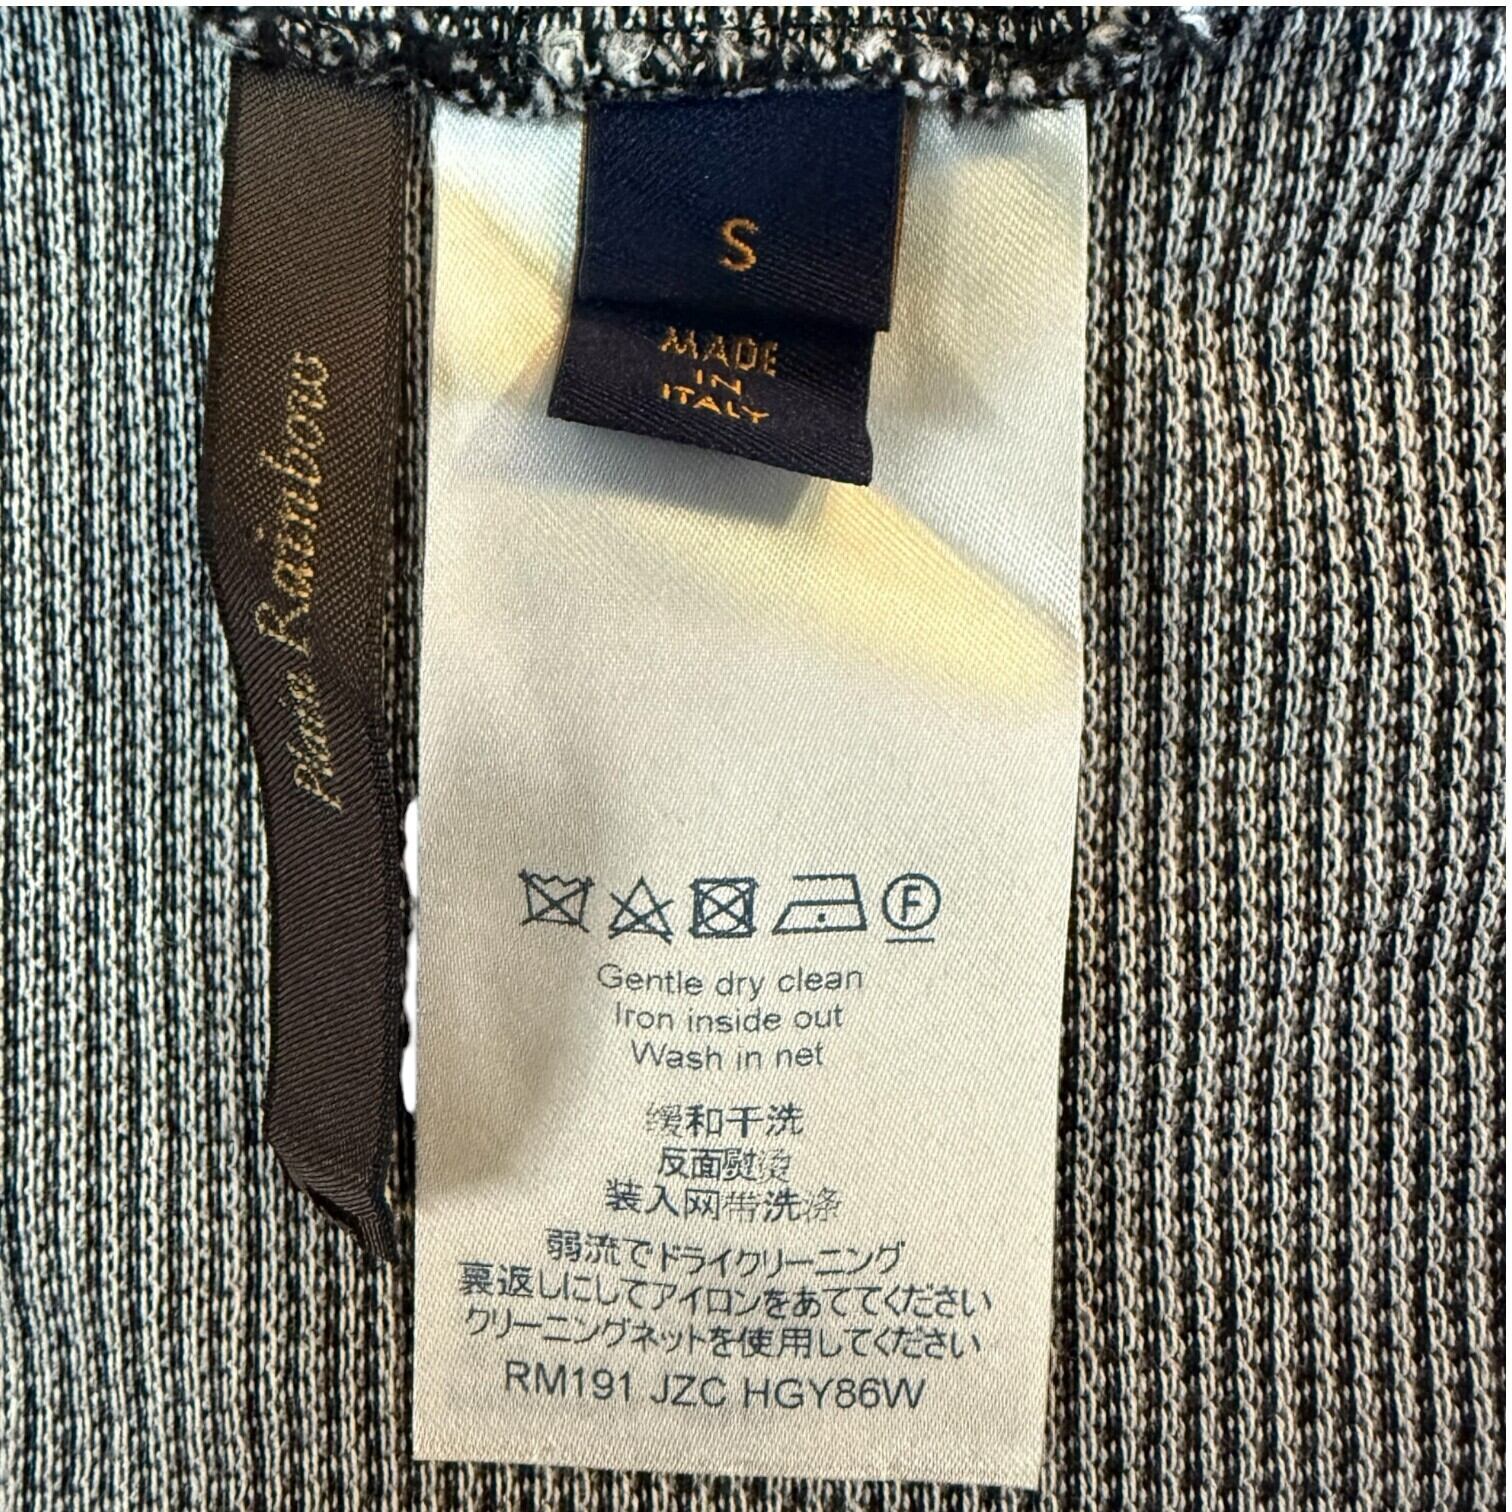 S
MADE
IN
ITALY
Plain Rainbows
F
Gentle dry clean
Iron inside out
Wash in net
缓和干洗
反面熨烫
装入网带洗涤
弱流でドライクリーニング
裏返しにしてアイロンをあててください
クリーニングネットを使用してください
RM191 JZC HGY86W